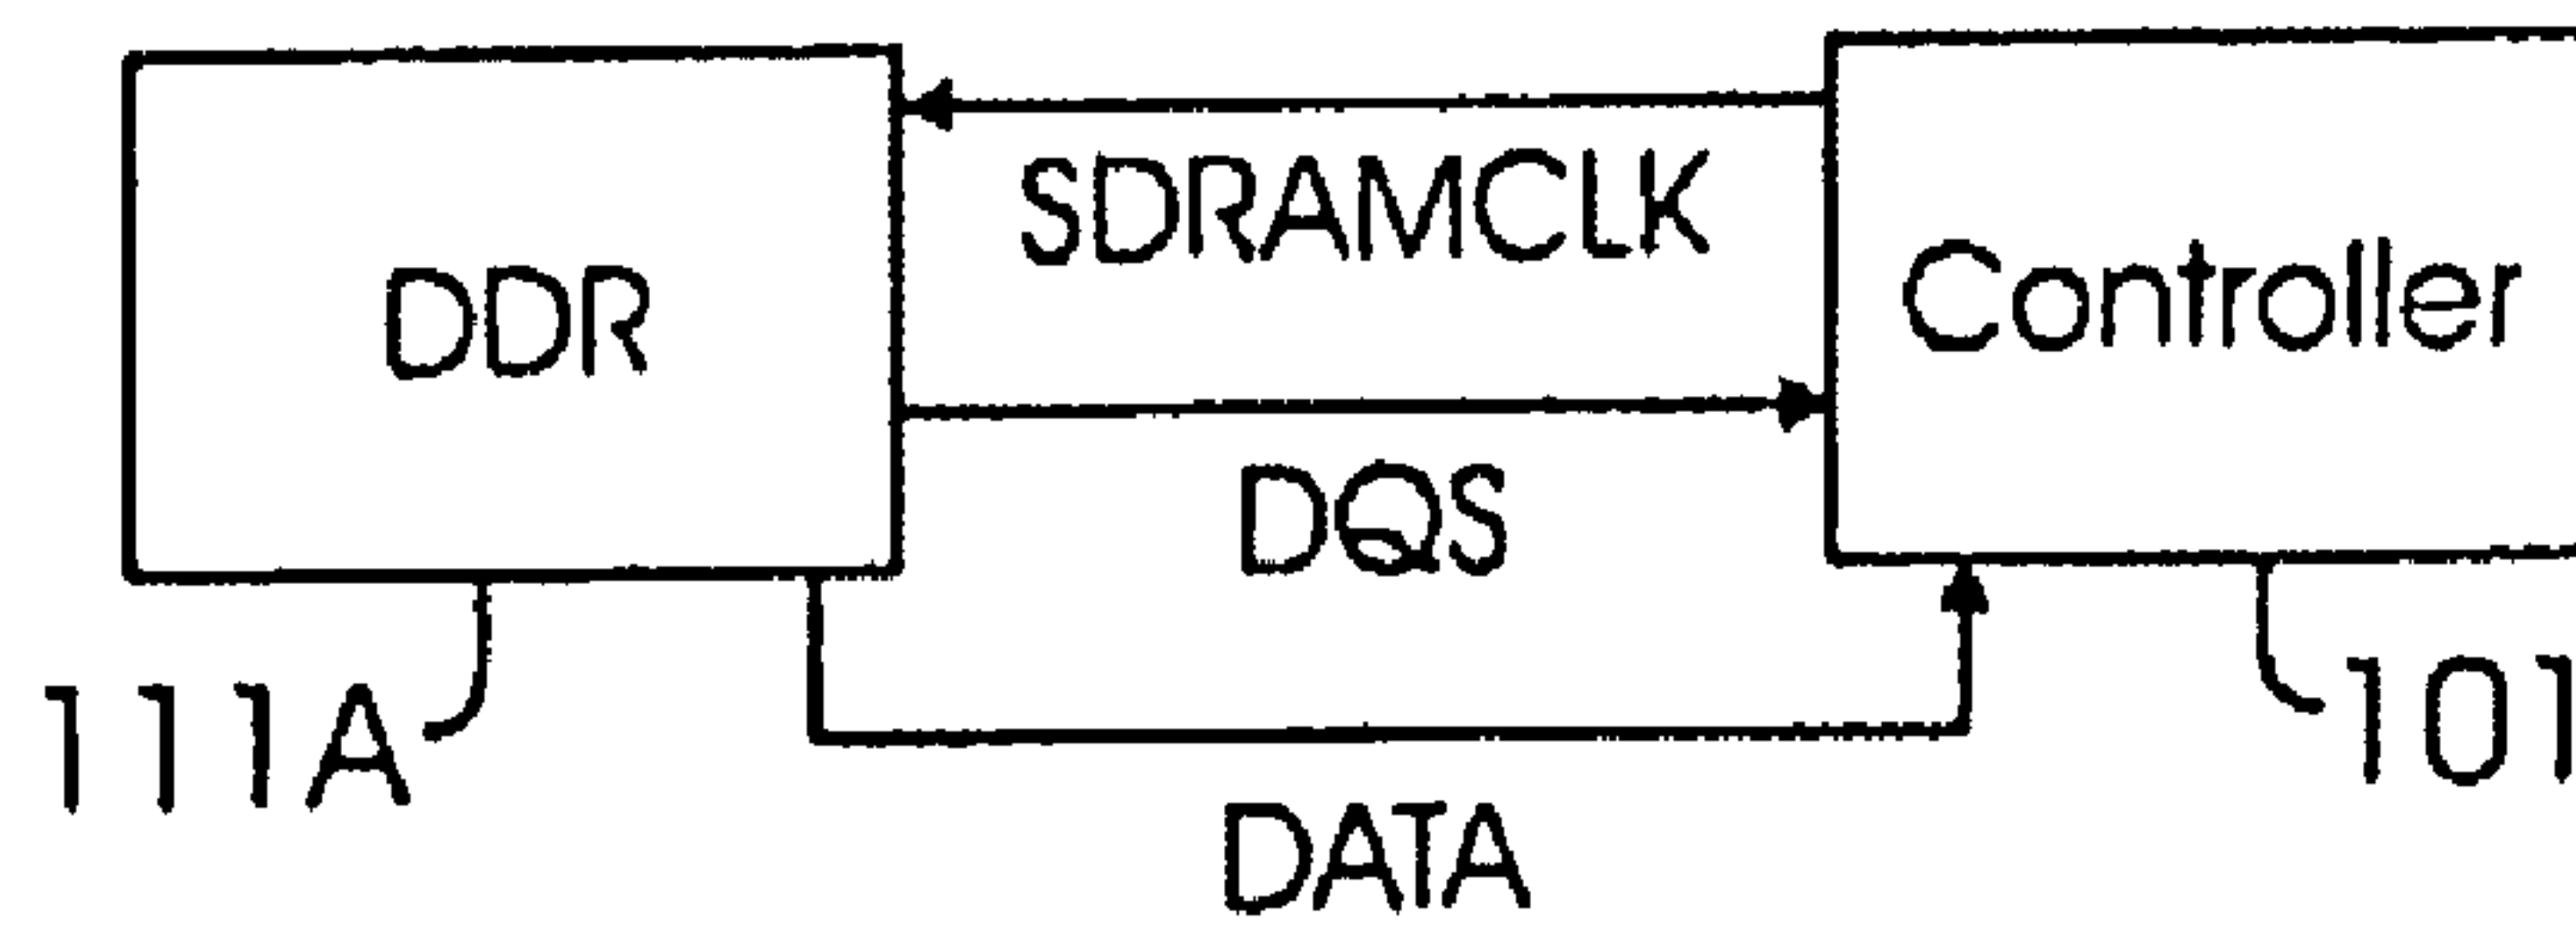 SDRAMCLK
DDR
Controller
DQS
111A
101
DATA